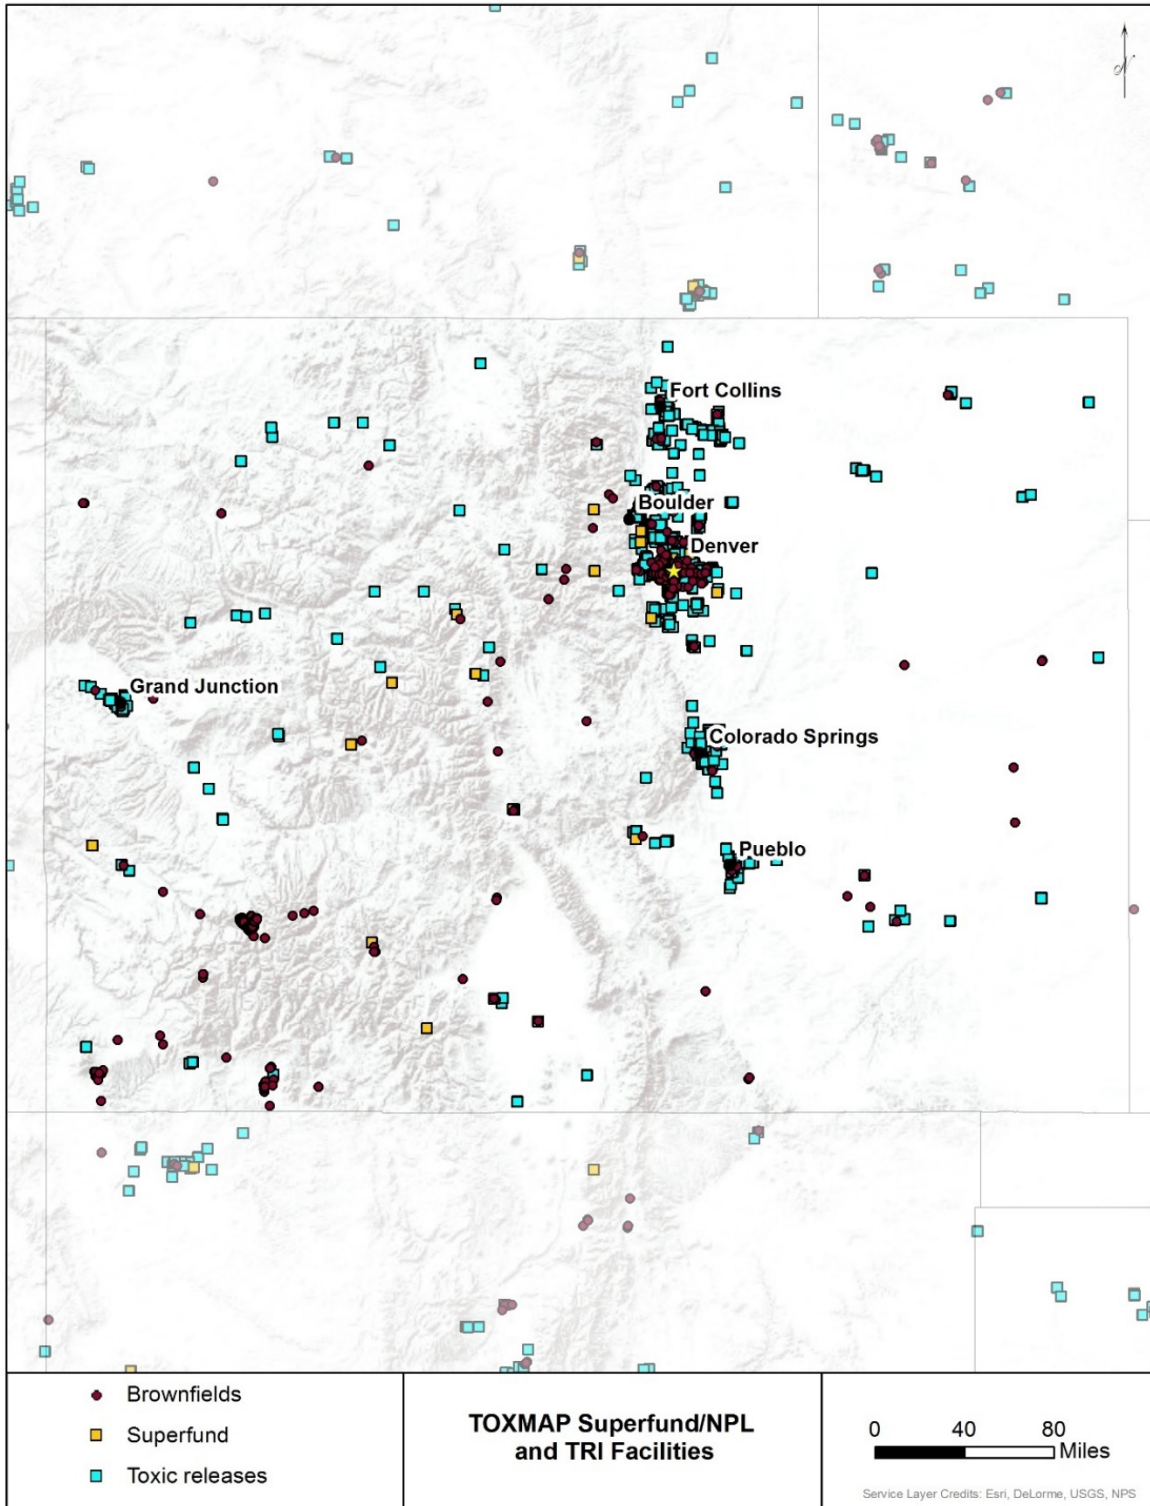 N
Fort Collins
Boulder
Denver
Grand Junction
Colorado Springs
Pueblo
Brownfields
Superfund
Toxic releases
TOXMAP Superfund/NPL
and TRI Facilities
0 40 80
Miles
Service Layer Credits: Esri, DeLorme, USGS, NPS